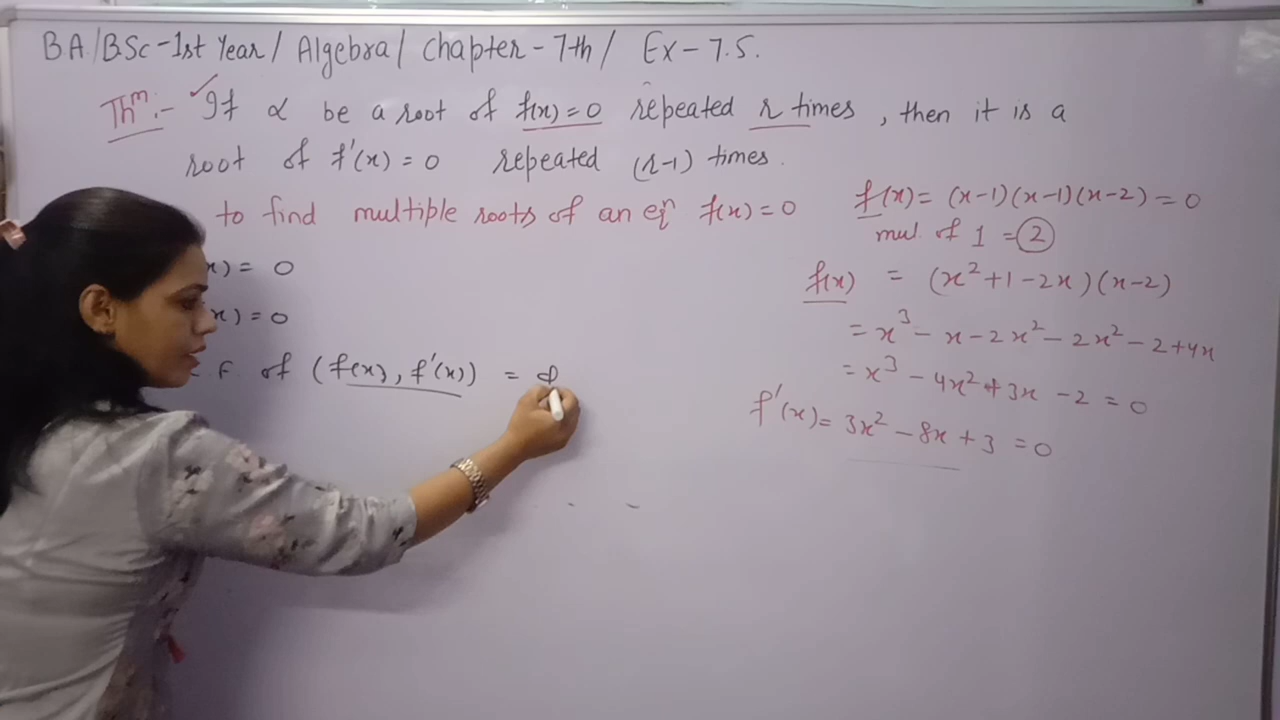 B.A./BSc-1st Year/ Algebra/ Chapter-7th/ Ex-7.5.
Thm:- If α be a root of f(x)=0 repeated r times, then it is a
root of f'(x)=0 repeated (r-1) times.
to find multiple roots of an eqn f(x)=0
x)= 0
x)=0
F. of (f(x), f'(x)) =
f(x)= (x-1)(x-1)(x-2)=0
mul. of 1 = 2
f(x) = (x²+1-2x)(x-2)
= x³-x-2x²-2x²-2+4x
= x³-4x²+3x-2=0
f'(x)= 3x²-8x+3=0